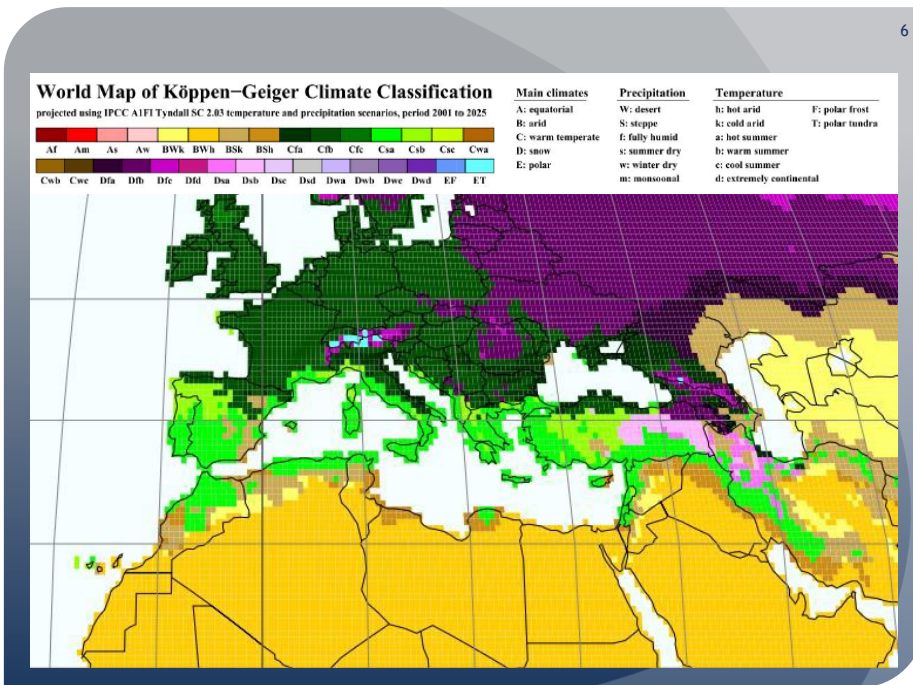 6
World Map of Köppen−Geiger Climate Classification
projected using IPCC A1FI Tyndall SC 2.03 temperature and precipitation scenarios, period 2001 to 2025
Af Am As Aw BWk BWh BSk BSh Cfa Cfb Cfc Csa Csb Csc Cwa
Cwb Cwc Dfa Dfb Dfc Dfd Dsa Dsb Dsc Dsd Dwa Dwb Dwc Dwd EF ET
Main climates
A: equatorial
B: arid
C: warm temperate
D: snow
E: polar
Precipitation
W: desert
S: steppe
f: fully humid
s: summer dry
w: winter dry
m: monsoonal
Temperature
h: hot arid
k: cold arid
a: hot summer
b: warm summer
c: cool summer
d: extremely continental
F: polar frost
T: polar tundra